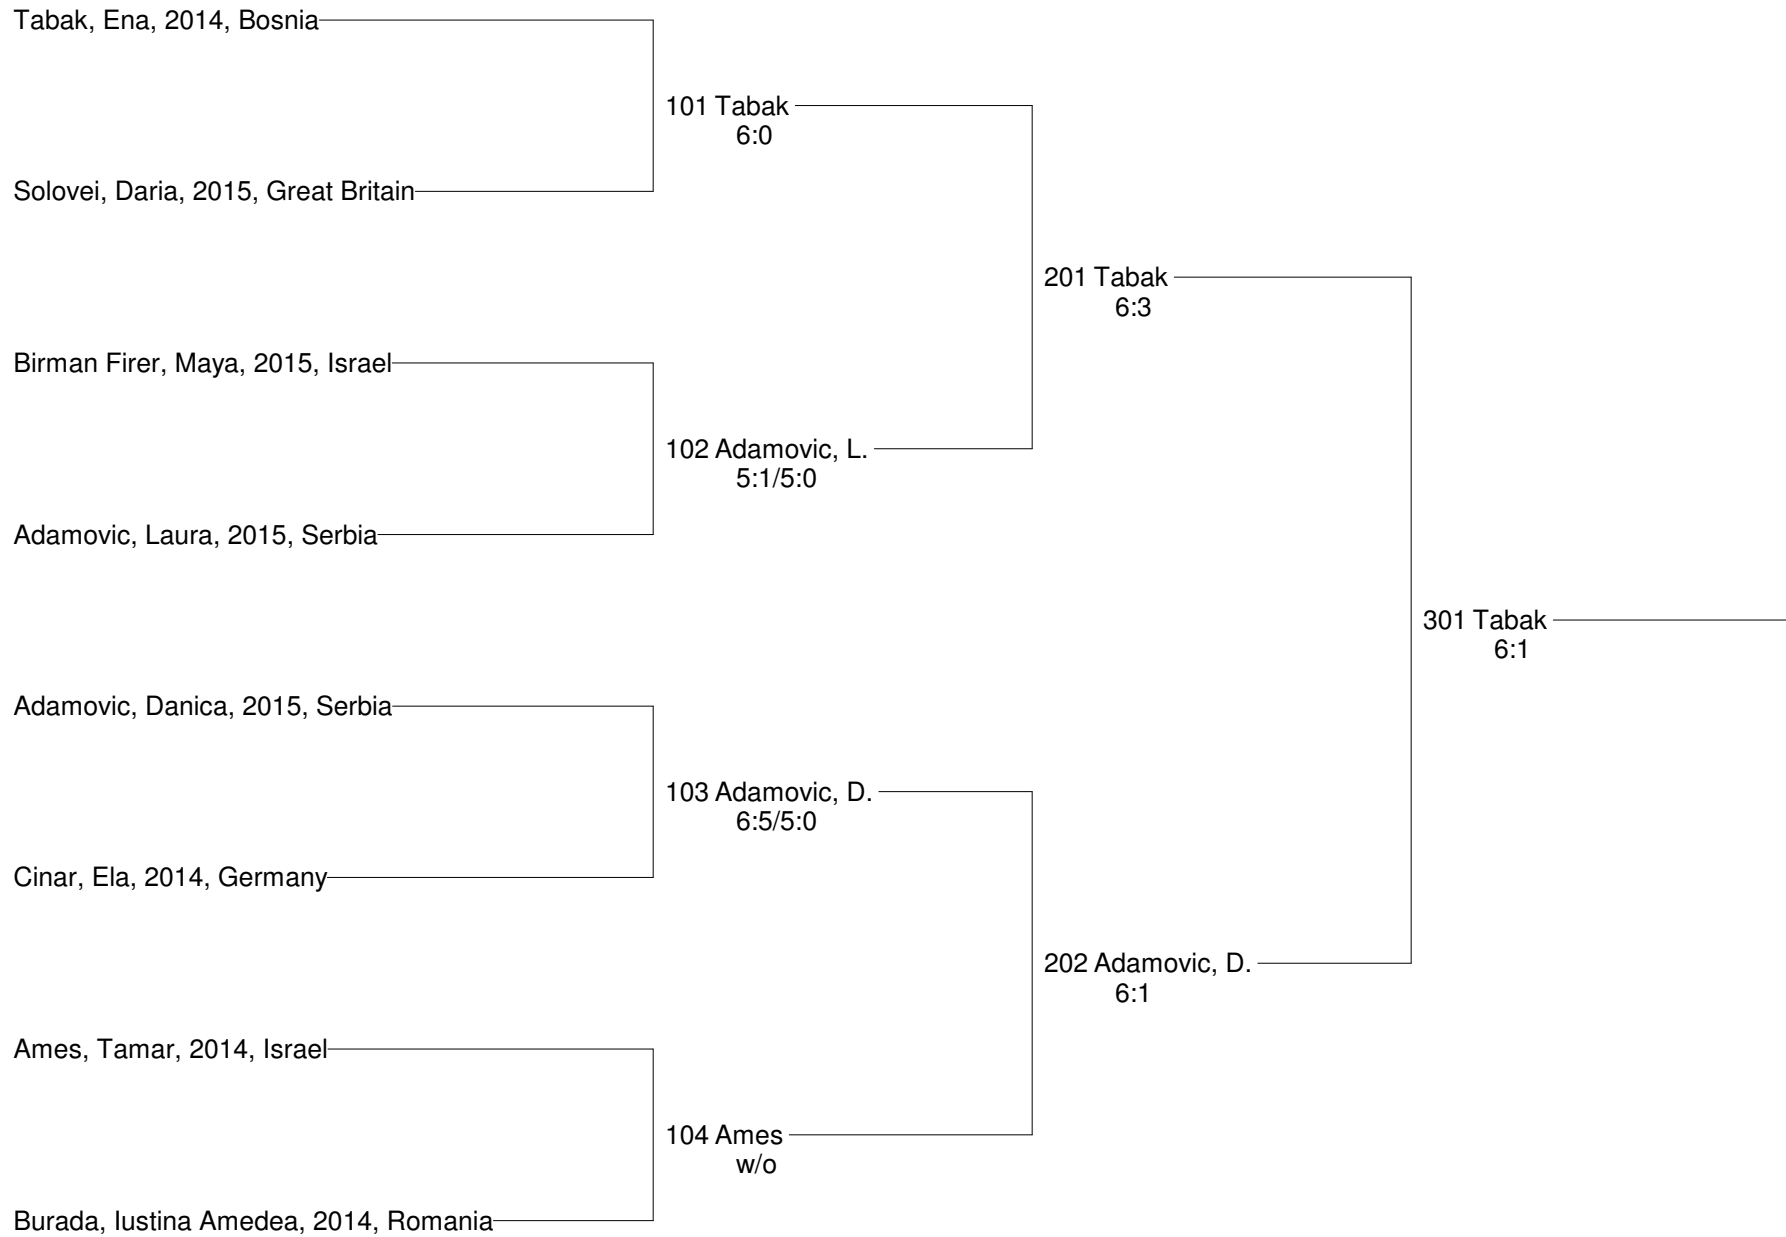 Tabak, Ena, 2014, Bosnia
101 Tabak
6:0
Solovei, Daria, 2015, Great Britain
201 Tabak
6:3
Birman Firer, Maya, 2015, Israel
102 Adamovic, L.
5:1/5:0
Adamovic, Laura, 2015, Serbia
301 Tabak
6:1
Adamovic, Danica, 2015, Serbia
103 Adamovic, D.
6:5/5:0
Cinar, Ela, 2014, Germany
202 Adamovic, D.
6:1
Ames, Tamar, 2014, Israel
104 Ames
w/o
Burada, Iustina Amedea, 2014, Romania